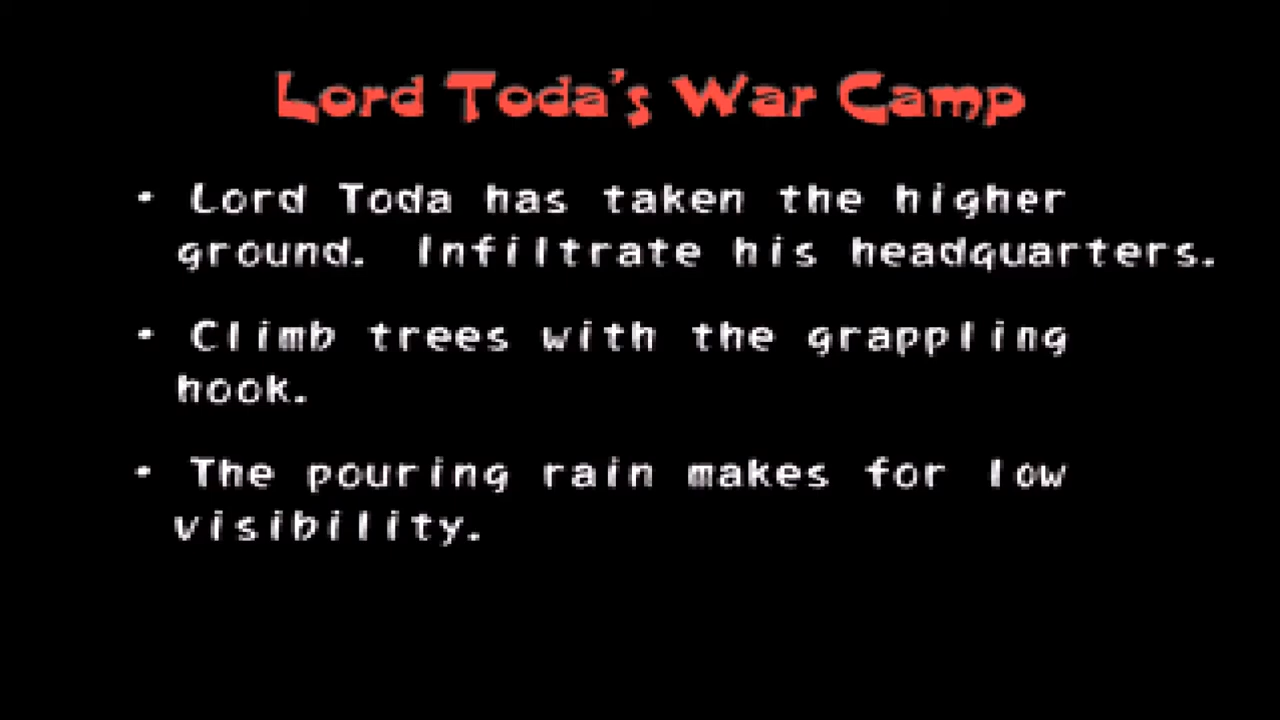 Lord Toda's War Camp
• Lord Toda has taken the higher
ground. Infiltrate his headquarters.
• Climb trees with the grappling
hook.
• The pouring rain makes for low
visibility.